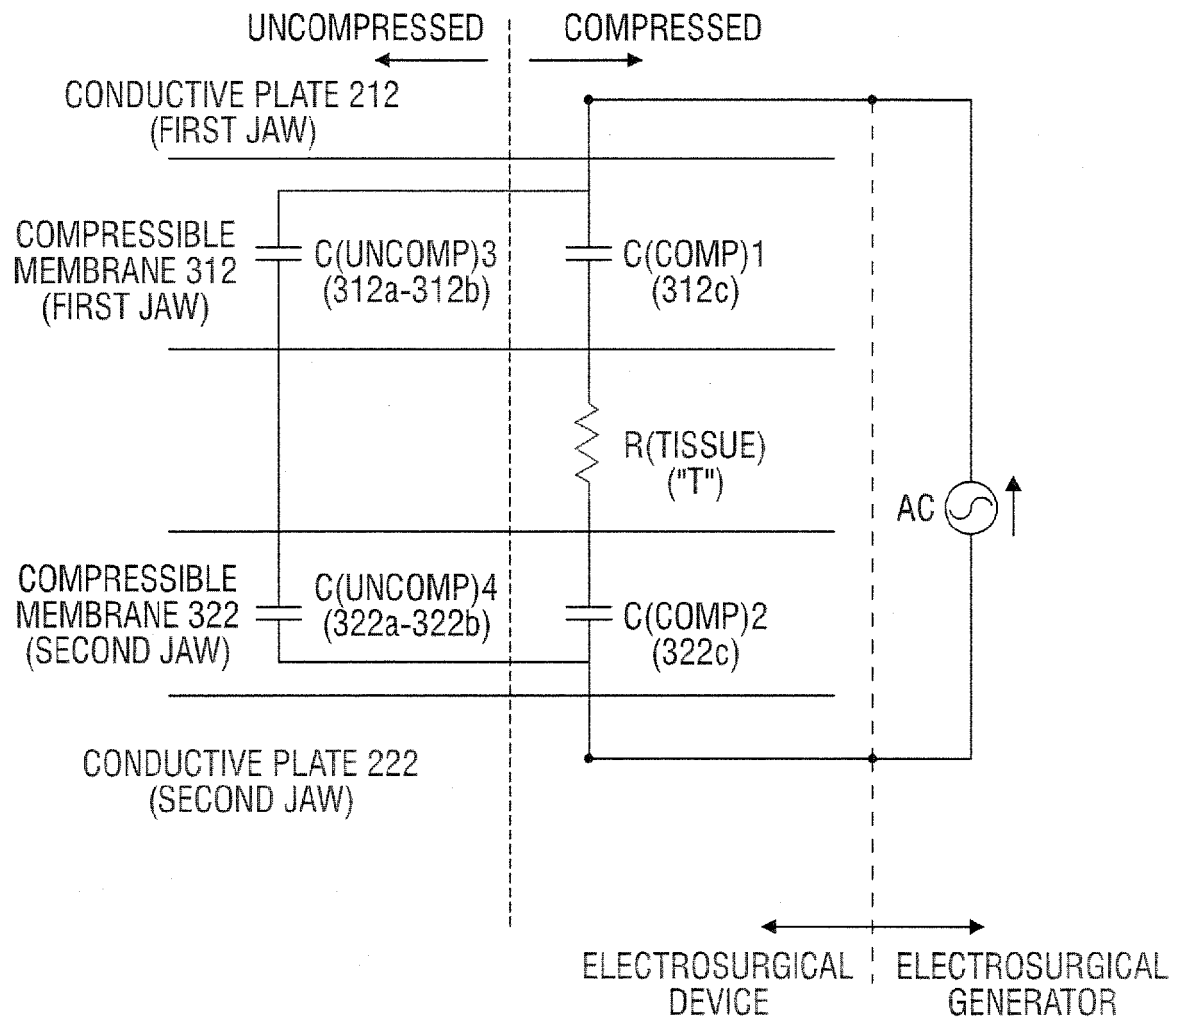 UNCOMPRESSED
COMPRESSED
CONDUCTIVE PLATE 212
(FIRST JAW)
COMPRESSIBLE
MEMBRANE 312
(FIRST JAW)
C(UNCOMP)3
(312a-312b)
C(COMP)1
(312c)
R(TISSUE)
("T")
AC
COMPRESSIBLE
MEMBRANE 322
(SECOND JAW)
C(UNCOMP)4
(322a-322b)
C(COMP)2
(322c)
CONDUCTIVE PLATE 222
(SECOND JAW)
ELECTROSURGICAL
DEVICE
ELECTROSURGICAL
GENERATOR